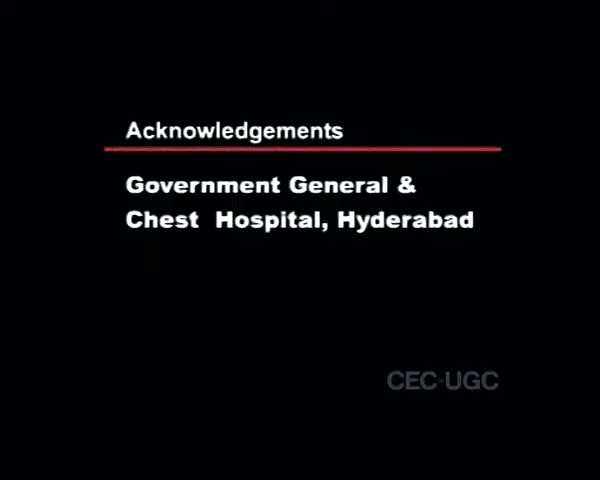 Acknowledgements
Government General &
Chest Hospital, Hyderabad
CEC-UGC